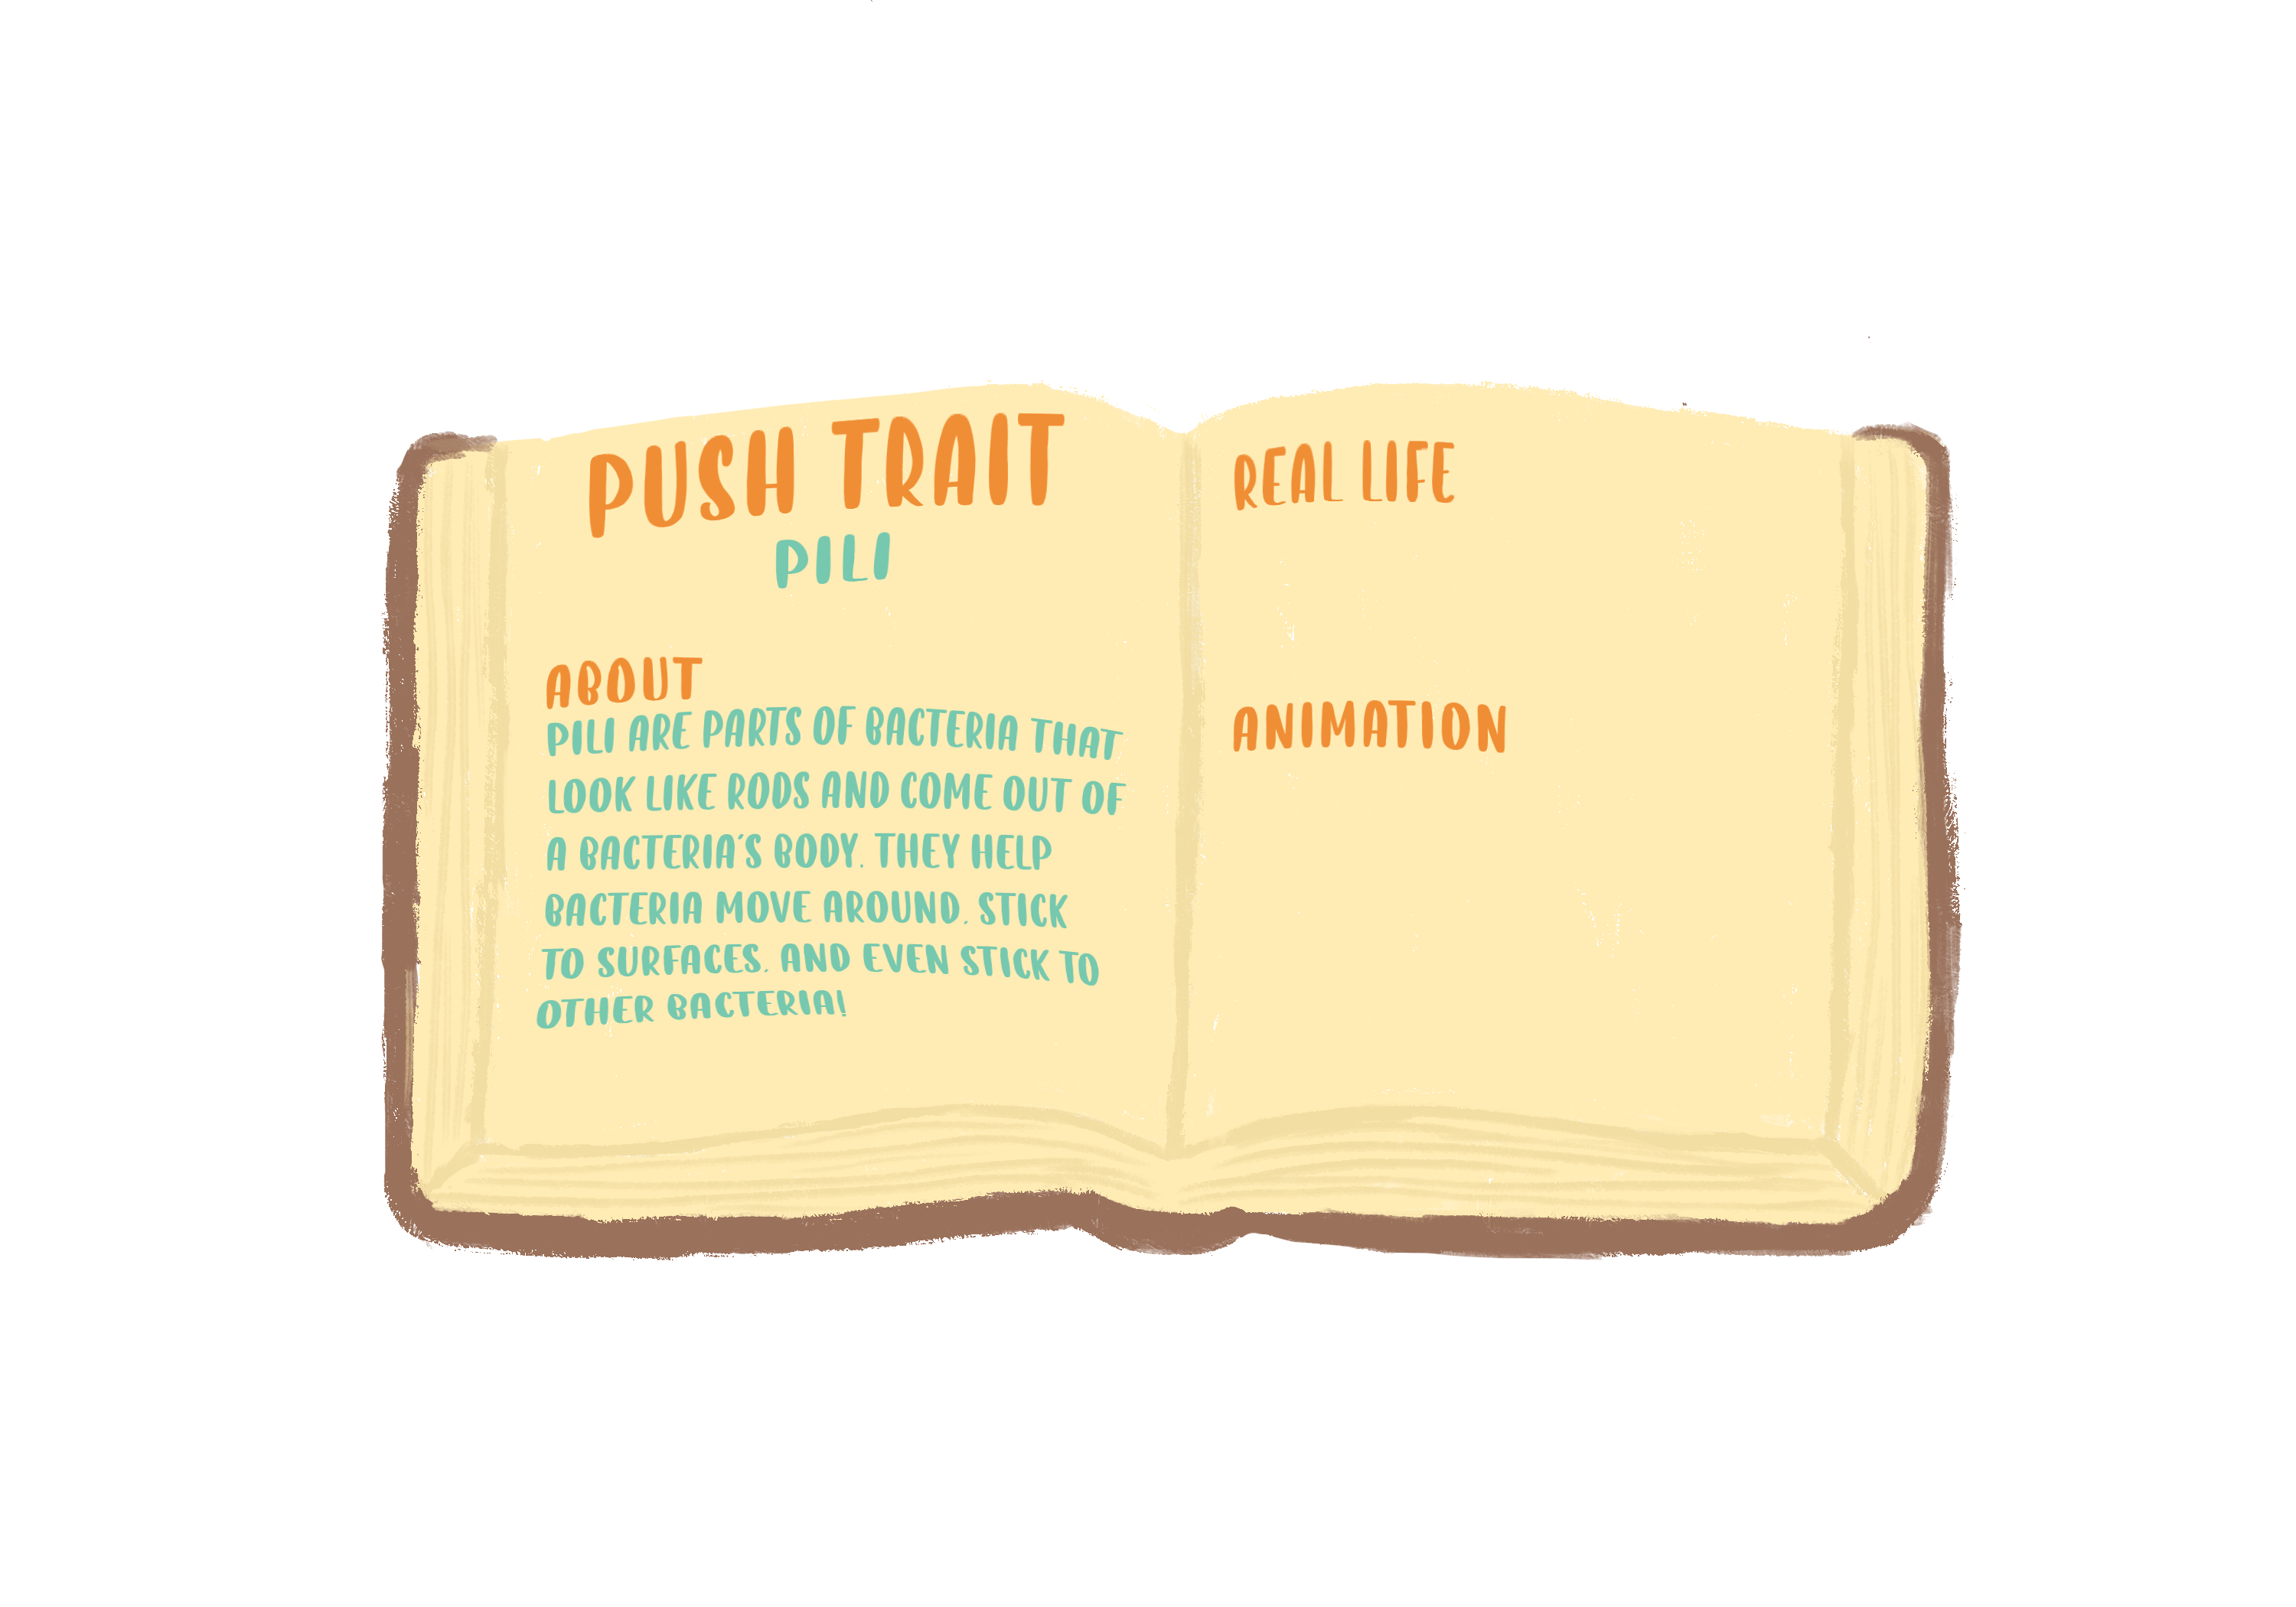 PUSH TRAIT
PILI
ABOUT
PILI ARE PARTS OF BACTERIA THAT
LOOK LIKE RODS AND COME OUT OF
A BACTERIA'S BODY. THEY HELP
BACTERIA MOVE AROUND, STICK
TO SURFACES, AND EVEN STICK TO
OTHER BACTERIA!
REAL LIFE
ANIMATION